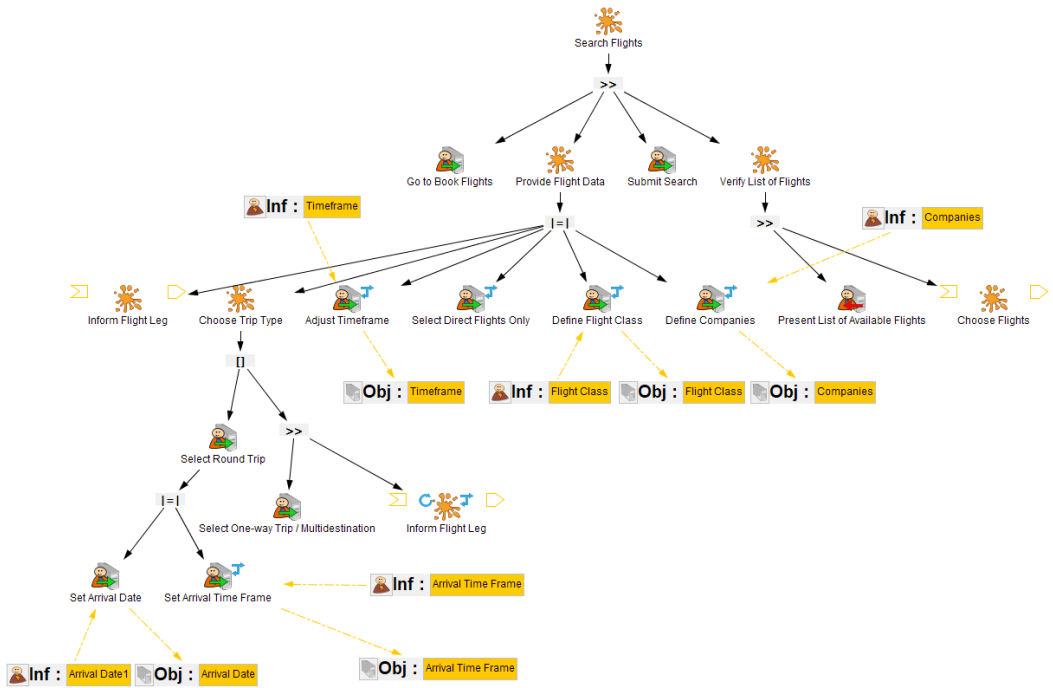 Search Flights
>>
Go to Book Flights
Provide Flight Data
Submit Search
Verify List of Flights
Inf : Timeframe
|=|
>>
Inf : Companies
Inform Flight Leg
Choose Trip Type
Adjust Timeframe
Select Direct Flights Only
Define Flight Class
Define Companies
Present List of Available Flights
Choose Flights
[]
Obj : Timeframe
Inf : Flight Class
Obj : Flight Class
Obj : Companies
>>
Select Round Trip
|=|
Select One-way Trip / Multidestination
Inform Flight Leg
Set Arrival Date
Set Arrival Time Frame
Inf : Arrival Time Frame
Inf : Arrival Date1
Obj : Arrival Date
Obj : Arrival Time Frame